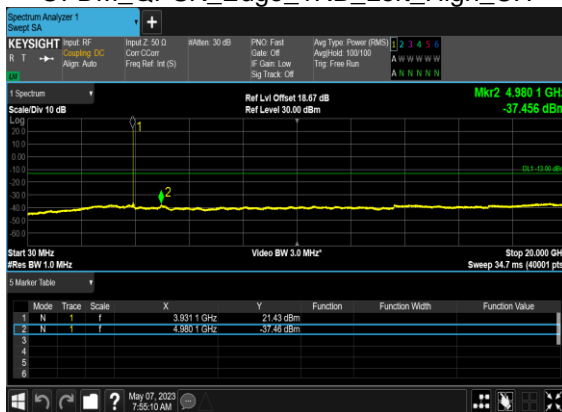 Spectrum Analyzer 1
Swept SA
+
KEYSIGHT Input: RF Input Z: 50 Ω #Atten: 30 dB PNO: Fast Avg Type: Power (RMS) 1 2 3 4 5 6
R T Coupling: DC Corr CCorr Gate: Off Avg|Hold: 100/100 A W W W W W
Align: Auto Freq Ref: Int (S) IF Gain: Low Trig: Free Run
LU Sig Track: Off A N N N N N
1 Spectrum Ref Lvl Offset 18.67 dB Mkr2 4.980 1 GHz
Scale/Div 10 dB Ref Level 30.00 dBm -37.456 dBm
Log
20.0 1
10.0
0.00
-10.0 DL1 -13.00 dBm
-20.0
-30.0 2
-40.0
-50.0
-60.0
Start 30 MHz Video BW 3.0 MHz* Stop 20.000 GH
#Res BW 1.0 MHz Sweep 34.7 ms (40001 pts
5 Marker Table
Mode Trace Scale X Y Function Function Width Function Value
1 N 1 f 3.931 1 GHz 21.43 dBm
2 N 1 f 4.980 1 GHz -37.46 dBm
3
4
5
6
? May 07, 2023
7:55:10 AM